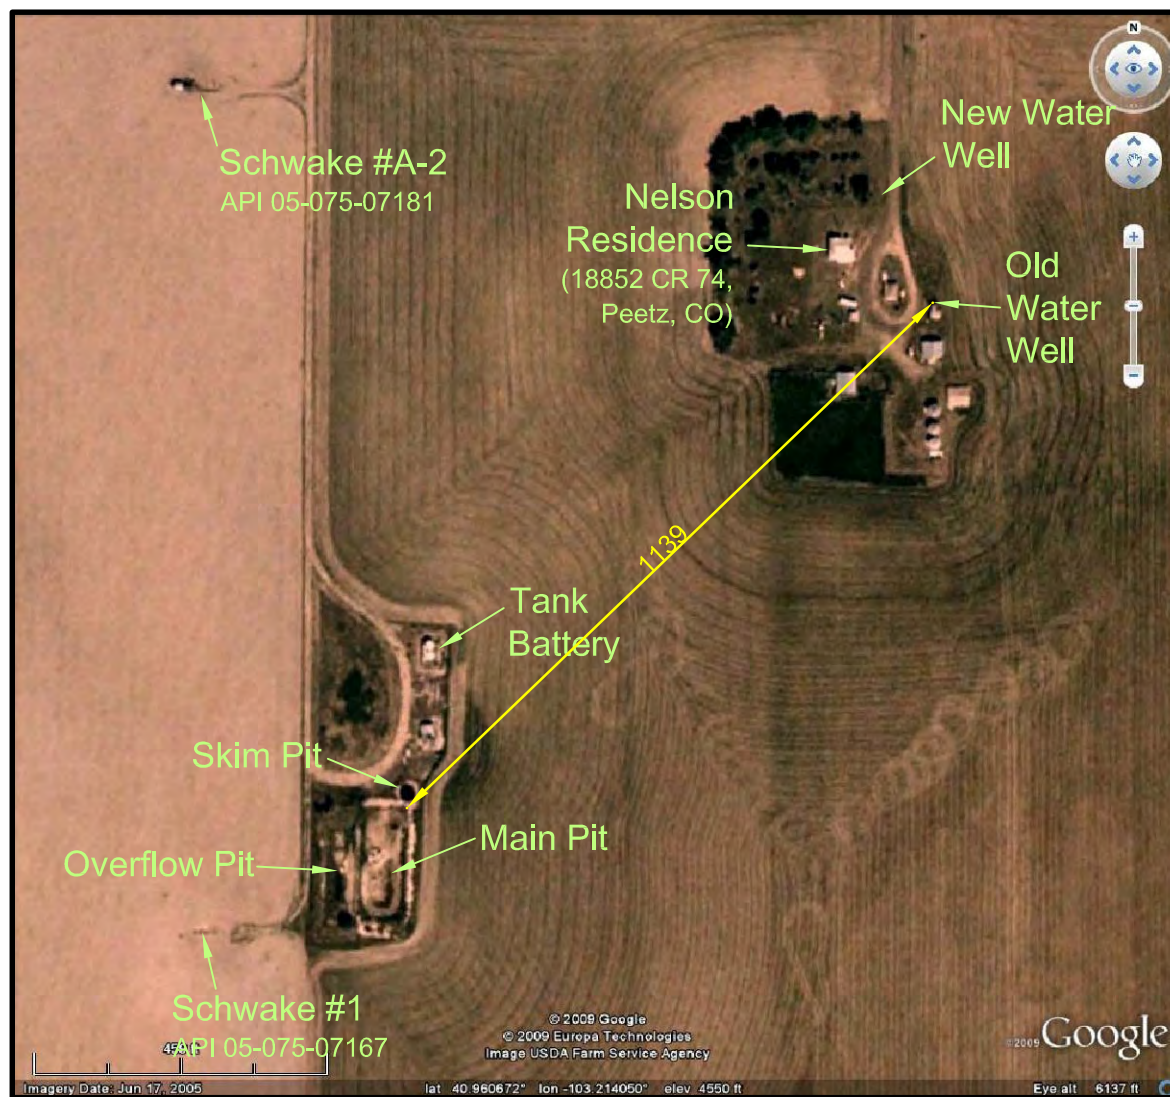 N
New Water
Well
Schwake #A-2
API 05-075-07181
Nelson
Residence
(18852 CR 74,
Peetz, CO)
Old
Water
Well
1139
Tank
Battery
Skim Pit
Main Pit
Overflow Pit
Schwake #1
API 05-075-07167
© 2009 Google
© 2009 Europa Technologies
Image USDA Farm Service Agency
©2009 Google
Imagery Date: Jun 17, 2005
lat 40.960672° lon -103.214050° elev 4550 ft
Eye alt 6137 ft